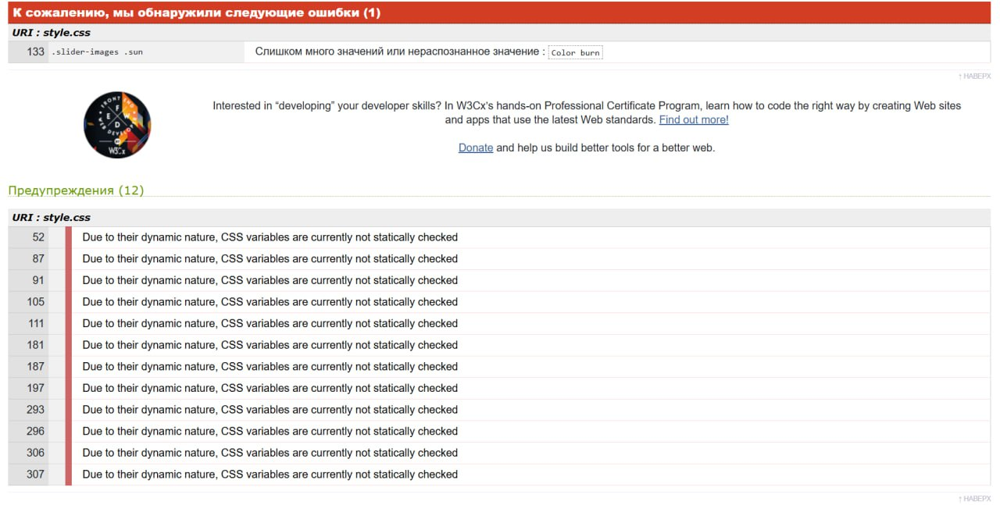 К сожалению, мы обнаружили следующие ошибки (1)
URI : style.css
133 .slider-images .sun Слишком много значений или нераспознанное значение : Color burn
↑ НАВЕРХ
FRONT END
F
E W
D
WEB DEVELOPER
W3Cx
Interested in “developing” your developer skills? In W3Cx's hands-on Professional Certificate Program, learn how to code the right way by creating Web sites
and apps that use the latest Web standards. Find out more!
Donate and help us build better tools for a better web.
Предупреждения (12)
URI : style.css
52 Due to their dynamic nature, CSS variables are currently not statically checked
87 Due to their dynamic nature, CSS variables are currently not statically checked
91 Due to their dynamic nature, CSS variables are currently not statically checked
105 Due to their dynamic nature, CSS variables are currently not statically checked
111 Due to their dynamic nature, CSS variables are currently not statically checked
181 Due to their dynamic nature, CSS variables are currently not statically checked
187 Due to their dynamic nature, CSS variables are currently not statically checked
197 Due to their dynamic nature, CSS variables are currently not statically checked
293 Due to their dynamic nature, CSS variables are currently not statically checked
296 Due to their dynamic nature, CSS variables are currently not statically checked
306 Due to their dynamic nature, CSS variables are currently not statically checked
307 Due to their dynamic nature, CSS variables are currently not statically checked
↑ НАВЕРХ